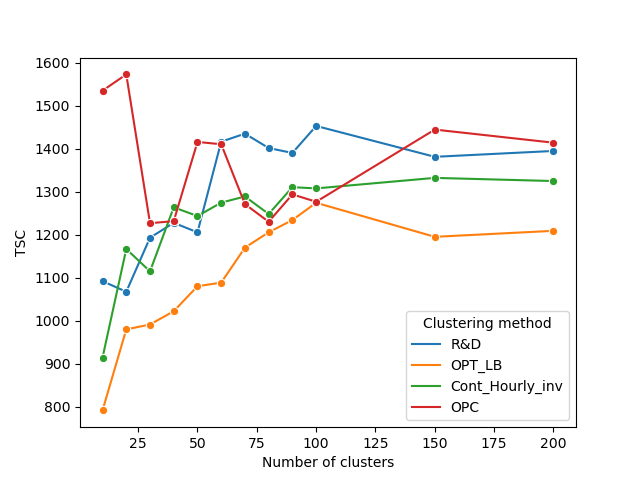 1600
1500
1400
1300
1200
1100
1000
900
800
TSC
25
50
75
100
125
150
175
200
Number of clusters
Clustering method
R&D
OPT_LB
Cont_Hourly_inv
OPC